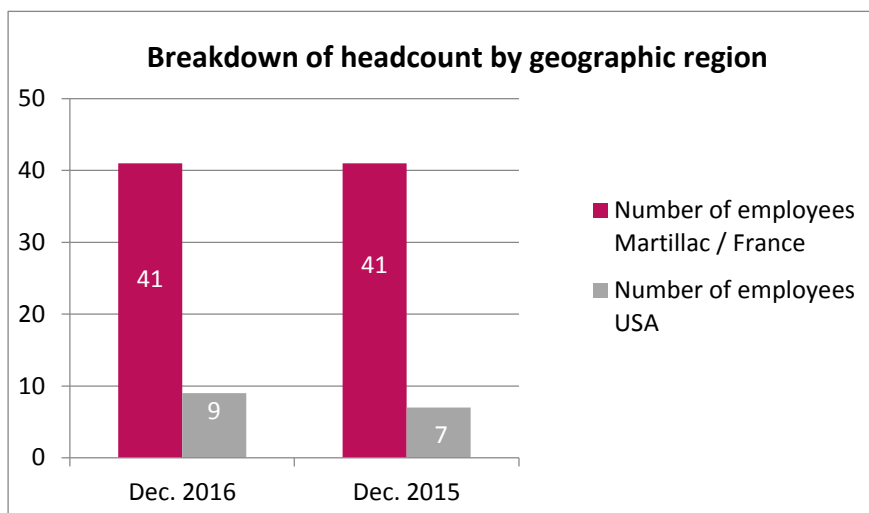 Breakdown of headcount by geographic region
50
40
30
20
10
0
41
9
41
7
Dec. 2016
Dec. 2015
Number of employees
Martillac / France
Number of employees
USA